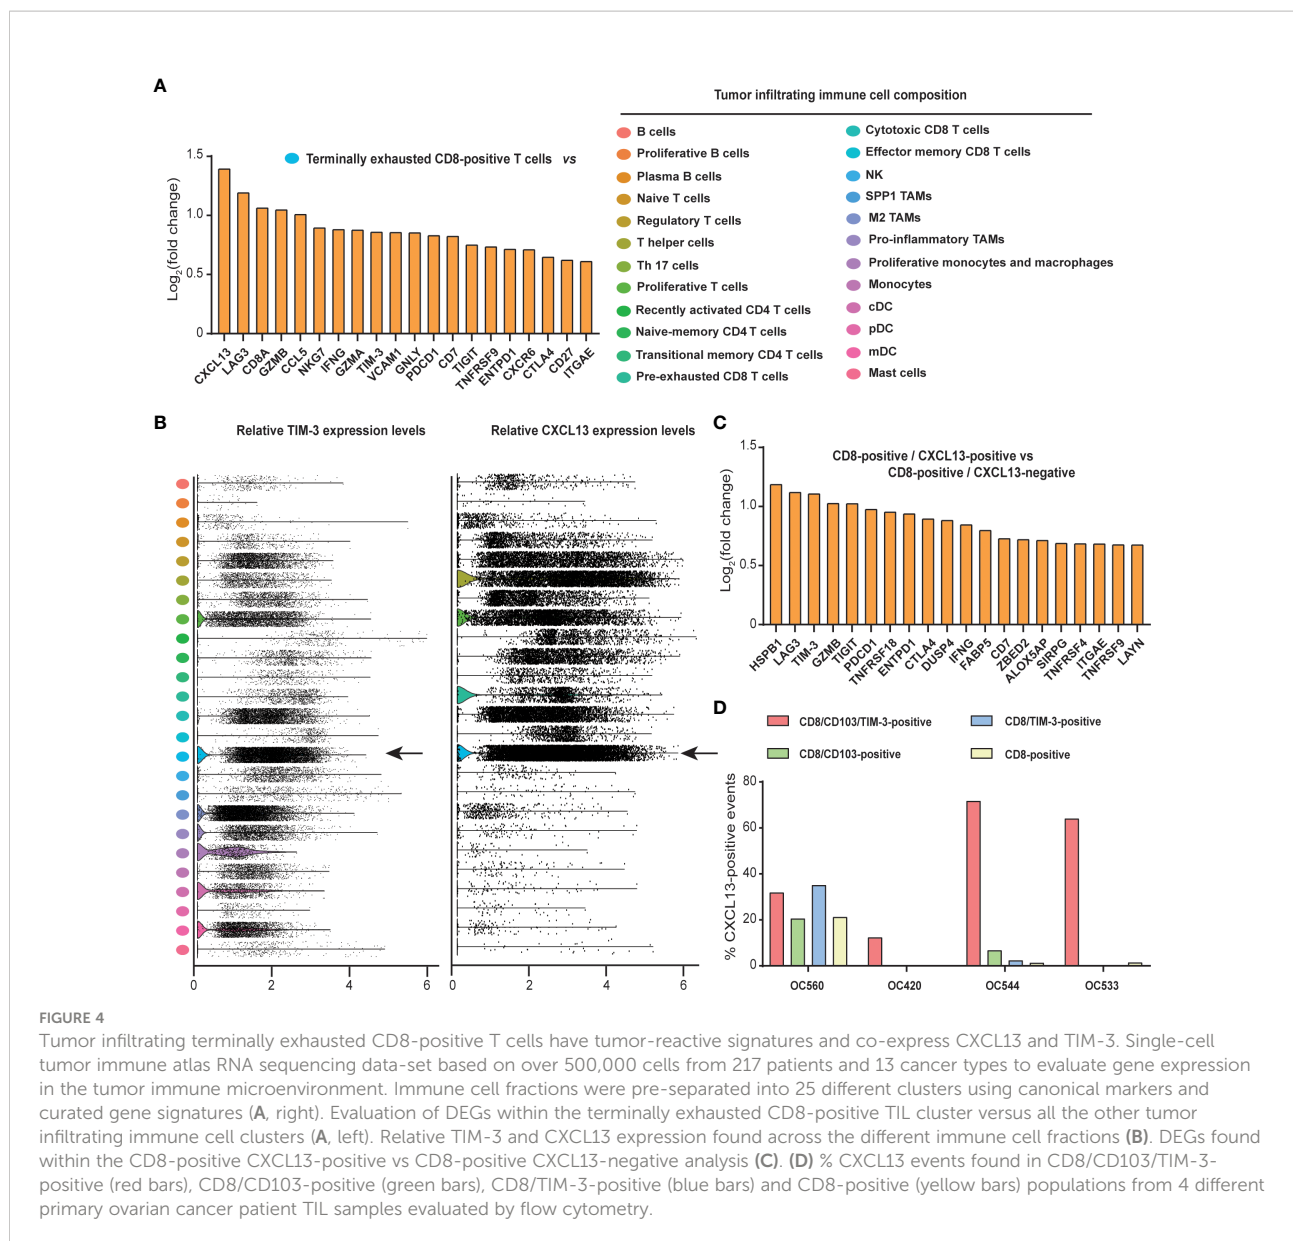 A
Tumor infiltrating immune cell composition
Terminally exhausted CD8-positive T cells vs
Log2(fold change)
1.5
1.0
0.5
0
CXCL13
LAG3
CD8A
GZMB
CCL5
NKG7
IFNG
GZMA
TIM-3
VCAM1
GNLY
PDCD1
CD7
TIGIT
TNFRSF9
ENTPD1
CXCR6
CTLA4
CD27
ITGAE
B cells
Proliferative B cells
Plasma B cells
Naive T cells
Regulatory T cells
T helper cells
Th 17 cells
Proliferative T cells
Recently activated CD4 T cells
Naive-memory CD4 T cells
Transitional memory CD4 T cells
Pre-exhausted CD8 T cells
Cytotoxic CD8 T cells
Effector memory CD8 T cells
NK
SPP1 TAMs
M2 TAMs
Pro-inflammatory TAMs
Proliferative monocytes and macrophages
Monocytes
cDC
pDC
mDC
Mast cells
B
Relative TIM-3 expression levels
0
2
4
6
Relative CXCL13 expression levels
0
2
4
6
C
CD8-positive / CXCL13-positive vs
CD8-positive / CXCL13-negative
Log2(fold change)
1.5
1.0
0.5
0
HSPB1
LAG3
TIM-3
GZMB
TIGIT
PDCD1
TNFRSF18
ENTPD1
CTLA4
DUSP4
IFNG
FABP5
CD7
ZBED2
ALOX5AP
SIRPG
TNFRSF4
ITGAE
TNFRSF9
LAYN
D
CD8/CD103/TIM-3-positive
CD8/TIM-3-positive
CD8/CD103-positive
CD8-positive
% CXCL13-positive events
80
60
40
20
0
OC560
OC420
OC544
OC533
FIGURE 4
Tumor infiltrating terminally exhausted CD8-positive T cells have tumor-reactive signatures and co-express CXCL13 and TIM-3. Single-cell
tumor immune atlas RNA sequencing data-set based on over 500,000 cells from 217 patients and 13 cancer types to evaluate gene expression
in the tumor immune microenvironment. Immune cell fractions were pre-separated into 25 different clusters using canonical markers and
curated gene signatures (A, right). Evaluation of DEGs within the terminally exhausted CD8-positive TIL cluster versus all the other tumor
infiltrating immune cell clusters (A, left). Relative TIM-3 and CXCL13 expression found across the different immune cell fractions (B). DEGs found
within the CD8-positive CXCL13-positive vs CD8-positive CXCL13-negative analysis (C). (D) % CXCL13 events found in CD8/CD103/TIM-3-
positive (red bars), CD8/CD103-positive (green bars), CD8/TIM-3-positive (blue bars) and CD8-positive (yellow bars) populations from 4 different
primary ovarian cancer patient TIL samples evaluated by flow cytometry.